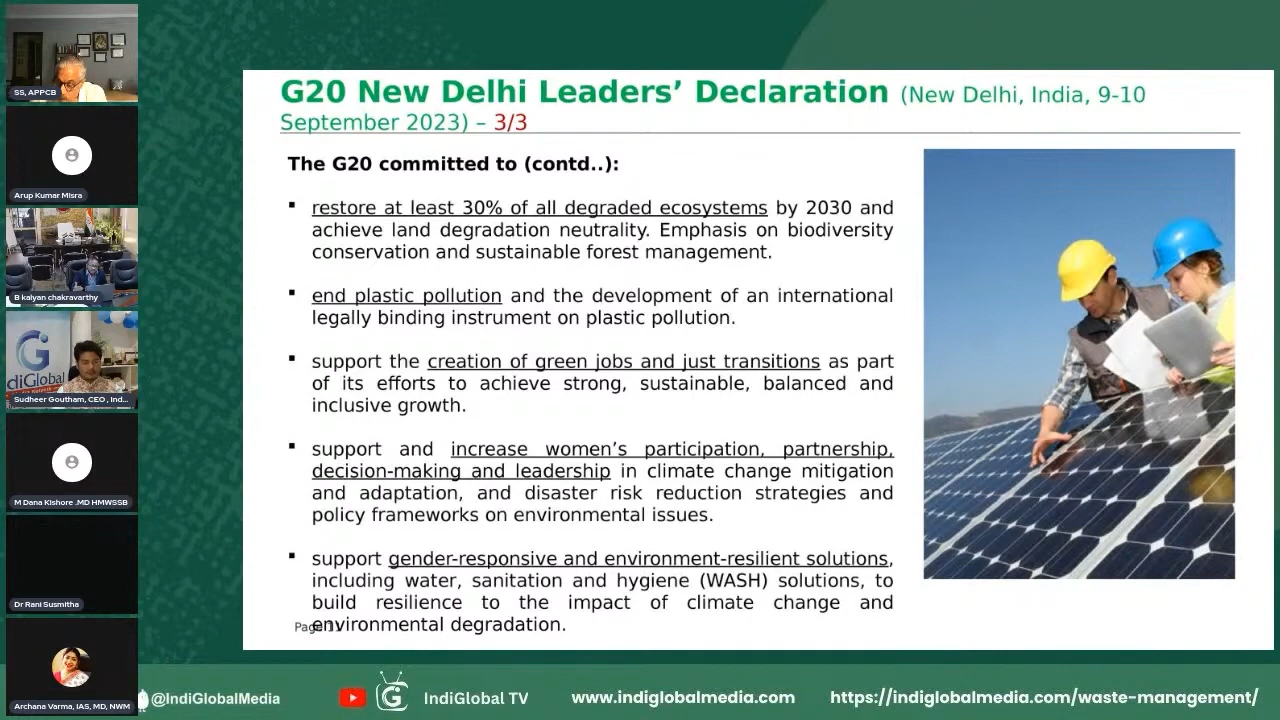 SS, APPCB
Arup Kumar Misra
B kalyan chakravarthy
G
diGlobal
Sudheer Goutham, CEO , Ind...
M Dana Kishore .MD HMWSSB
Dr Rani Susmitha
Archana Varma, IAS, MD, NWM
G20 New Delhi Leaders’ Declaration (New Delhi, India, 9-10
September 2023) – 3/3
The G20 committed to (contd..):
▪ restore at least 30% of all degraded ecosystems by 2030 and
achieve land degradation neutrality. Emphasis on biodiversity
conservation and sustainable forest management.
▪ end plastic pollution and the development of an international
legally binding instrument on plastic pollution.
▪ support the creation of green jobs and just transitions as part
of its efforts to achieve strong, sustainable, balanced and
inclusive growth.
▪ support and increase women’s participation, partnership,
decision-making and leadership in climate change mitigation
and adaptation, and disaster risk reduction strategies and
policy frameworks on environmental issues.
▪ support gender-responsive and environment-resilient solutions,
including water, sanitation and hygiene (WASH) solutions, to
build resilience to the impact of climate change and
environmental degradation.
@IndiGlobalMedia
G
IndiGlobal TV
www.indiglobalmedia.com
https://indiglobalmedia.com/waste-management/